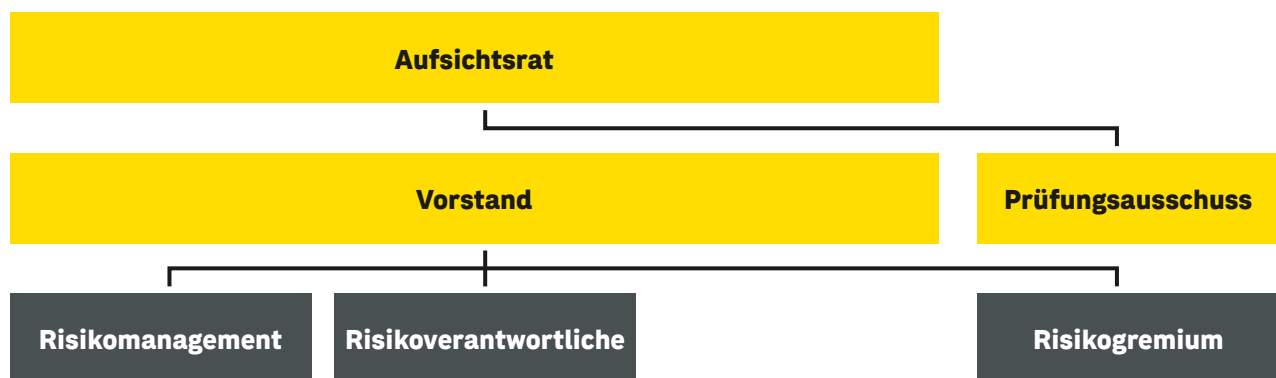 Aufsichtsrat
Vorstand
Prüfungsausschuss
Risikomanagement
Risikoverantwortliche
Risikogremium